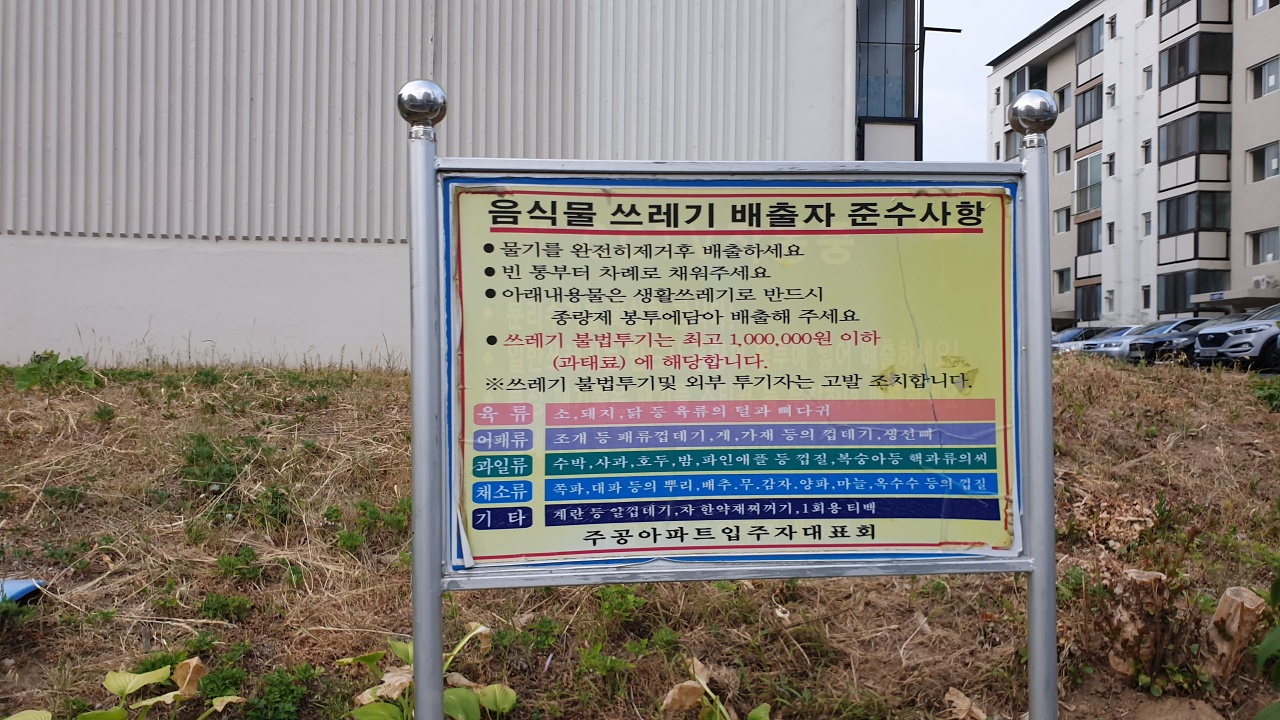 음식물 쓰레기 배출자 준수사항
● 물기를 완전히제거후 배출하세요
● 빈 통부터 차례로 채워주세요
● 아래내용물은 생활쓰레기로 반드시
종량제 봉투에담아 배출해 주세요
● 쓰레기 불법투기는 최고 1,000,000원 이하
(과태료) 에 해당합니다.
※쓰레기 불법투기및 외부 투기자는 고발 조치합니다.
육 류 소,돼지,닭 등 육류의 털과 뼈다귀
어패류 조개 등 패류껍데기,게,가재 등의 껍데기,생선뼈
과일류 수박,사과,호두,밤,파인애플 등 껍질,복숭아등 핵과류의씨
채소류 쪽파,대파 등의 뿌리,배추.무.감자.양파,마늘,옥수수 등의 껍질
기 타 계란 등 알껍데기,차 한약재찌꺼기,1회용 티백
주공아파트입주자대표회